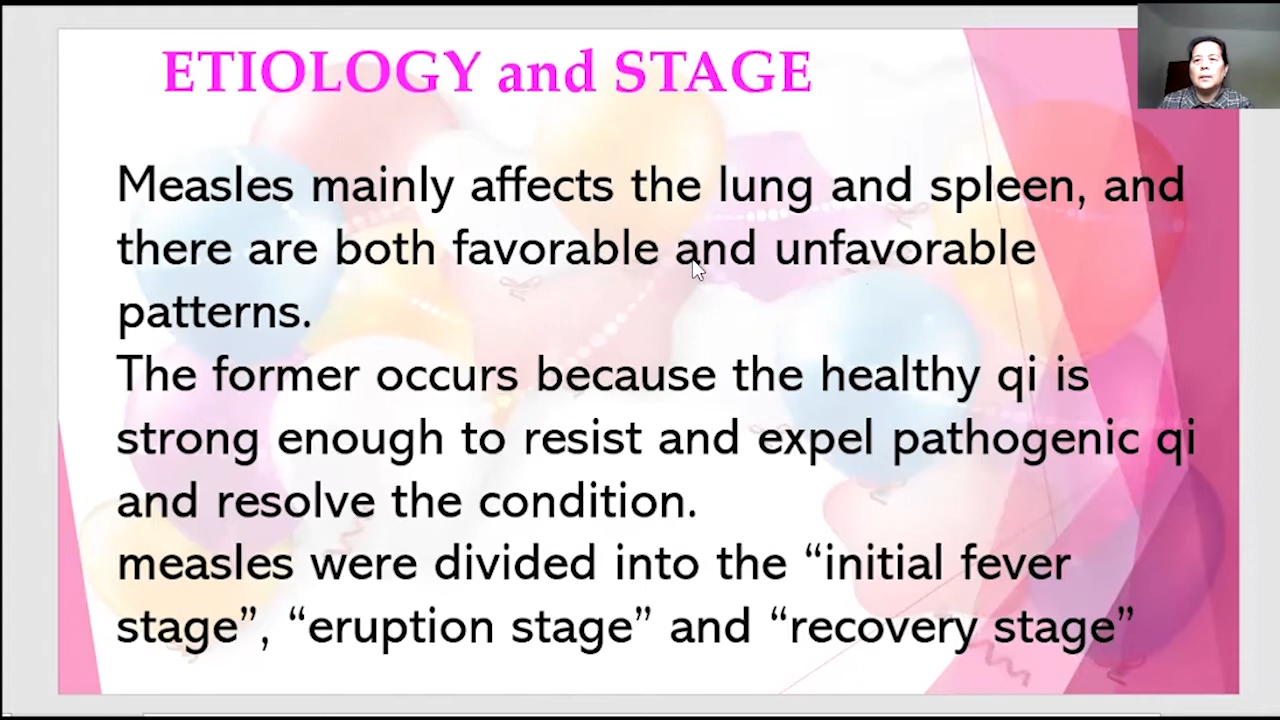 ETIOLOGY and STAGE
Measles mainly affects the lung and spleen, and
there are both favorable and unfavorable
patterns.
The former occurs because the healthy qi is
strong enough to resist and expel pathogenic qi
and resolve the condition.
measles were divided into the “initial fever
stage”, “eruption stage” and “recovery stage”